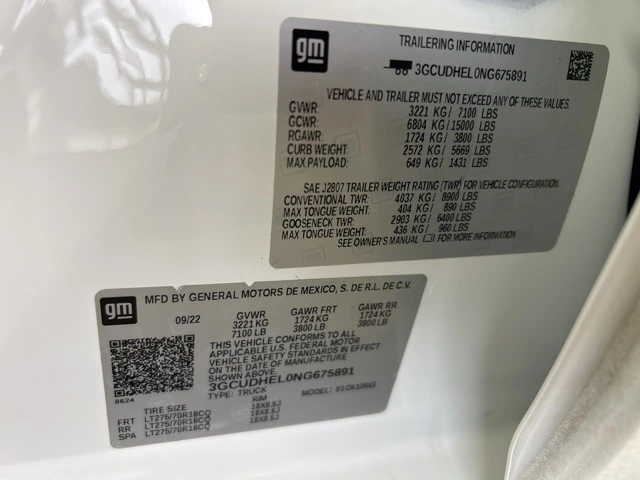 gm
TRAILERING INFORMATION
3GCUDHEL0NG675891
VEHICLE AND TRAILER MUST NOT EXCEED ANY OF THESE VALUES.
GVWR: 3221 KG / 7100 LBS
GCWR: 6804 KG / 15000 LBS
RGAWR: 1724 KG / 3800 LBS
CURB WEIGHT: 2572 KG / 5669 LBS
MAX PAYLOAD: 649 KG / 1431 LBS
SAE J2807 TRAILER WEIGHT RATING (TWR) FOR VEHICLE CONFIGURATION.
CONVENTIONAL TWR: 4037 KG / 8900 LBS
MAX TONGUE WEIGHT: 404 KG / 890 LBS
GOOSENECK TWR: 2903 KG / 6400 LBS
MAX TONGUE WEIGHT: 436 KG / 960 LBS
SEE OWNER'S MANUAL FOR MORE INFORMATION.
gm
MFD BY GENERAL MOTORS DE MEXICO, S. DE R.L. DE C.V.
09/22 GVWR GAWR FRT GAWR RR
3221 KG 1724 KG 1724 KG
7100 LB 3800 LB 3800 LB
THIS VEHICLE CONFORMS TO ALL
APPLICABLE U.S. FEDERAL MOTOR
VEHICLE SAFETY STANDARDS IN EFFECT
ON THE DATE OF MANUFACTURE
SHOWN ABOVE.
3GCUDHEL0NG675891
8624 TYPE: TRUCK MODEL:
TIRE SIZE RIM
FRT LT275/70R18CQ 18X8.5J
RR LT275/70R18CQ 18X8.5J
SPA LT275/70R18CQ 18X8.5J